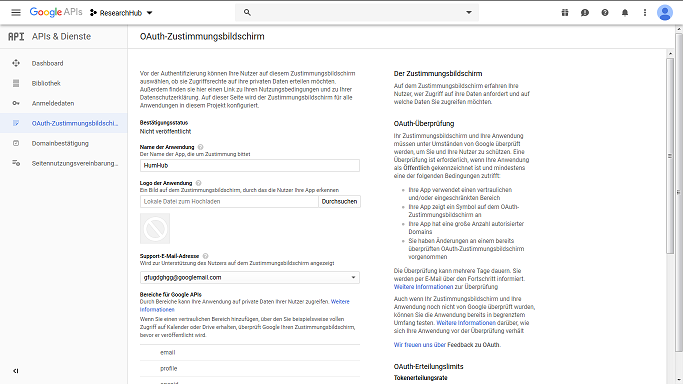 Google APIs
ResearchHub
API APIs & Dienste
OAuth-Zustimmungsbildschirm
Dashboard
Bibliothek
Anmeldedaten
OAuth-Zustimmungsbildschi...
Domainbestätigung
Seitennutzungsvereinbarung...
Vor der Authentifizierung können Ihre Nutzer auf diesem Zustimmungsbildschirm
auswählen, ob sie Zugriffsrechte auf ihre privaten Daten erteilen möchten.
Außerdem finden sie hier einen Link zu Ihren Nutzungsbedingungen und zu Ihrer
Datenschutzerklärung. Auf dieser Seite wird der Zustimmungsbildschirm für alle
Anwendungen in diesem Projekt konfiguriert.
Bestätigungsstatus
Nicht veröffentlicht
Name der Anwendung
Der Name der App, die um Zustimmung bittet
HumHub
Logo der Anwendung
Ein Bild auf dem Zustimmungsbildschirm, durch das die Nutzer Ihre App erkennen
Lokale Datei zum Hochladen
Durchsuchen
Support-E-Mail-Adresse
Wird zur Unterstützung des Nutzers auf dem Zustimmungsbildschirm angezeigt
gfugdghgg@googlemail.com
Bereiche für Google APIs
Durch Bereiche kann Ihre Anwendung auf private Daten Ihrer Nutzer zugreifen. Weitere
Informationen
Wenn Sie einen vertraulichen Bereich hinzufügen, über den Sie beispielsweise vollen
Zugriff auf Kalender oder Drive erhalten, überprüft Google Ihren Zustimmungsbildschirm,
bevor er veröffentlicht wird.
email
profile
openid
Der Zustimmungsbildschirm
Auf dem Zustimmungsbildschirm erfahren Ihre
Nutzer, wer Zugriff auf ihre Daten anfordert und auf
welche Daten Sie zugreifen möchten.
OAuth-Überprüfung
Ihr Zustimmungsbildschirm und Ihre Anwendung
müssen unter Umständen von Google überprüft
werden, um Sie und Ihre Nutzer zu schützen. Eine
Überprüfung ist erforderlich, wenn Ihre Anwendung
als Öffentlich gekennzeichnet ist und mindestens
eine der folgenden Bedingungen zutrifft:
Ihre App verwendet einen vertraulichen
und/oder eingeschränkten Bereich
Ihre App zeigt ein Symbol auf dem OAuth-
Zustimmungsbildschirm an
Ihre App hat eine große Anzahl autorisierter
Domains
Sie haben Änderungen an einem bereits
überprüften OAuth-Zustimmungsbildschirm
vorgenommen
Die Überprüfung kann mehrere Tage dauern. Sie
werden per E-Mail über den Fortschritt informiert.
Weitere Informationen zur Überprüfung
Auch wenn Ihr Zustimmungsbildschirm und Ihre
Anwendung noch nicht von Google überprüft wurden,
können Sie die Anwendung bereits in begrenztem
Umfang testen. Weitere Informationen darüber, wie
sich Ihre Anwendung vor der Überprüfung verhält
Wir freuen uns über Feedback zu OAuth.
OAuth-Erteilungslimits
Tokenerteilungsrate